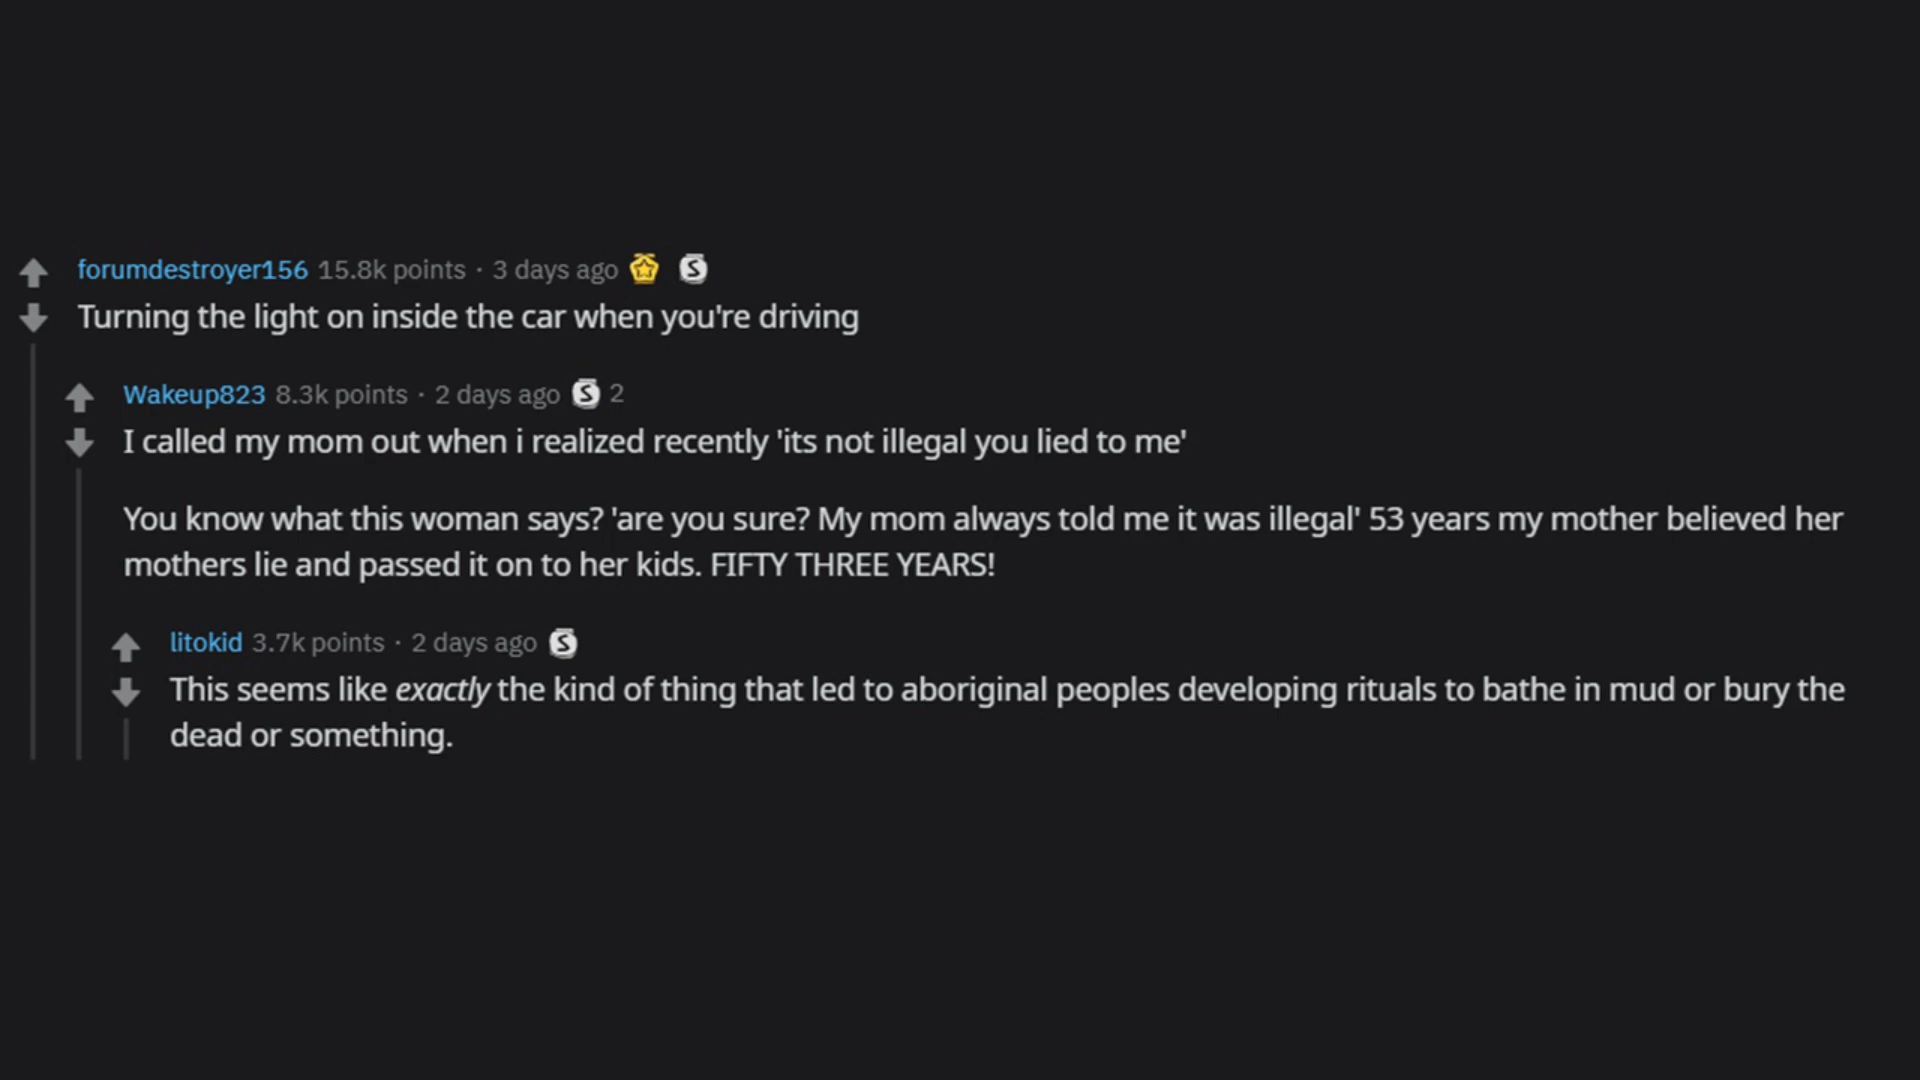 forumdestroyer156 15.8k points · 3 days ago
Turning the light on inside the car when you're driving
Wakeup823 8.3k points · 2 days ago S 2
I called my mom out when i realized recently 'its not illegal you lied to me'
You know what this woman says? 'are you sure? My mom always told me it was illegal' 53 years my mother believed her
mothers lie and passed it on to her kids. FIFTY THREE YEARS!
litokid 3.7k points · 2 days ago S
This seems like exactly the kind of thing that led to aboriginal peoples developing rituals to bathe in mud or bury the
dead or something.